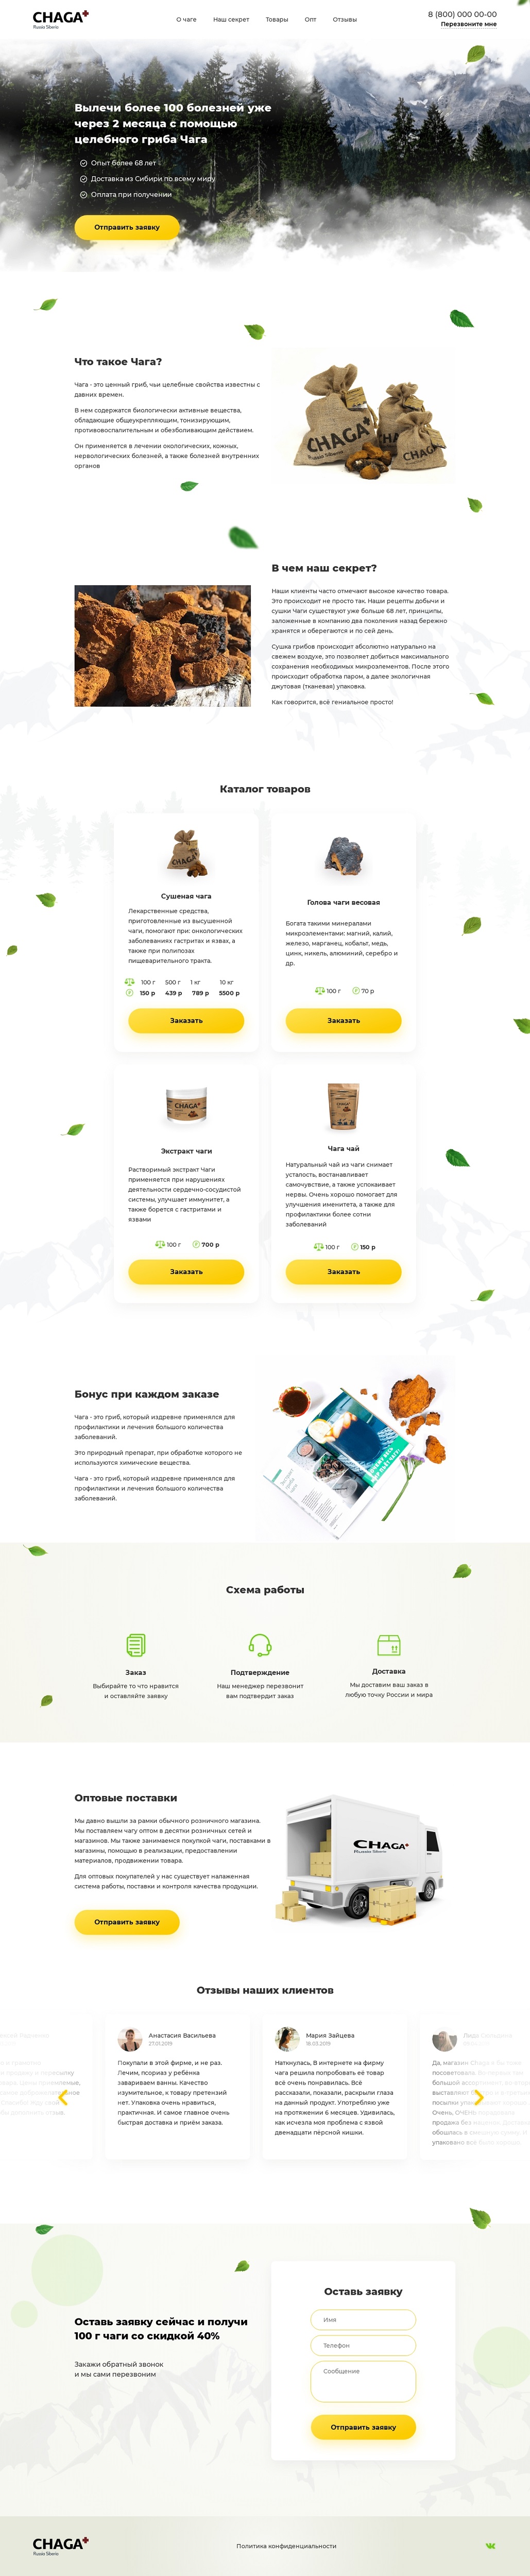 CHAGA
Russia Siberia
О чаге
Наш секрет
Товары
Опт
Отзывы
8 (800) 000 00-00
Перезвоните мне
Вылечи более 100 болезней уже
через 2 месяца с помощью
целебного гриба Чага
Опыт более 68 лет
Доставка из Сибири по всему миру
Оплата при получении
Отправить заявку
Что такое Чага?
Чага - это ценный гриб, чьи целебные свойства известны с
давних времен.
В нем содержатся биологически активные вещества,
обладающие общеукрепляющим, тонизирующим,
противовоспалительным и обезболивающим действием.
Он применяется в лечении окологических, кожных,
нервологических болезней, а также болезней внутренних
органов
CHAGA
CHAGA
В чем наш секрет?
Наши клиенты часто отмечают высокое качество товара.
Это происходит не просто так. Наши рецепты добычи и
сушки Чаги существуют уже больше 68 лет, принципы,
заложенные в компанию два поколения назад бережно
хранятся и оберегаются и по сей день.
Сушка грибов происходит абсолютно натурально на
свежем воздухе, это позволяет добиться максимального
сохранения необходимых микроэлементов. После этого
происходит обработка паром, а далее экологичная
джутовая (тканевая) упаковка.
Как говорится, всё гениальное просто!
Каталог товаров
CHAGA
Сушеная чага
Лекарственные средства,
приготовленные из высушенной
чаги, помогают при: онкологических
заболеваниях гастритах и язвах, а
также при полипозах
пищеварительного тракта.
100 г 500 г 1 кг 10 кг
150 р 439 р 789 р 5500 р
Заказать
Голова чаги весовая
Богата такими минералами
микроэлементами: магний, калий,
железо, марганец, кобальт, медь,
цинк, никель, алюминий, серебро и
др.
100 г 70 р
Заказать
CHAGA
Экстракт чаги
Растворимый экстракт Чаги
применяется при нарушениях
деятельности сердечно-сосудистой
системы, улучшает иммунитет, а
также борется с гастритами и
язвами
100 г 700 р
Заказать
CHAGA
Чага чай
Натуральный чай из чаги снимает
усталость, востанавливает
самочувствие, а также успокаивает
нервы. Очень хорошо помогает для
улучшения именитета, а также для
профилактики более сотни
заболеваний
100 г 150 р
Заказать
Бонус при каждом заказе
Чага - это гриб, который издревне применялся для
профилактики и лечения большого количества
заболеваний.
Это природный препарат, при обработке которого не
используются химические вещества.
Чага - это гриб, который издревне применялся для
профилактики и лечения большого количества
заболеваний.
Схема работы
Заказ
Выбирайте то что нравится
и оставляйте заявку
Подтверждение
Наш менеджер перезвонит
вам подтвердит заказ
Доставка
Мы доставим ваш заказ в
любую точку России и мира
Оптовые поставки
Мы давно вышли за рамки обычного розничного магазина.
Мы поставляем чагу оптом в десятки розничных сетей и
магазинов. Мы также занимаемся покупкой чаги, поставками в
магазины, помощью в реализации, предоставлении
материалов, продвижении товара.
Для оптовых покупателей у нас существует налаженная
система работы, поставки и контроля качества продукции.
Отправить заявку
CHAGA
Russia Siberia
Отзывы наших клиентов
Анастасия Васильева
27.01.2019
Покупали в этой фирме, и не раз.
Лечим, псориаз у ребёнка
завариваем ванны. Качество
изумительное, к товару претензий
нет. Упаковка очень нравиться,
практичная. И самое главное очень
быстрая доставка и приём заказа.
Мария Зайцева
18.03.2019
Наткнулась, В интернете на фирму
чага решила попробовать её товар
всё очень понравилась. Всё
рассказали, показали, раскрыли глаза
на данный продукт. Употребляю уже
на протяжении 6 месяцев. Удивилась,
как исчезла моя проблема с язвой
двенадцати пёрсной кишки.
Да, магазин
посоветовали
большой
выставляют
посылки
Очень,
продажа без
обошлись
упаковано
Оставь заявку сейчас и получи
100 г чаги со скидкой 40%
Закажи обратный звонок
и мы сами перезвоним
Оставь заявку
Имя
Телефон
Сообщение
Отправить заявку
CHAGA
Russia Siberia
Политика конфиденциальности